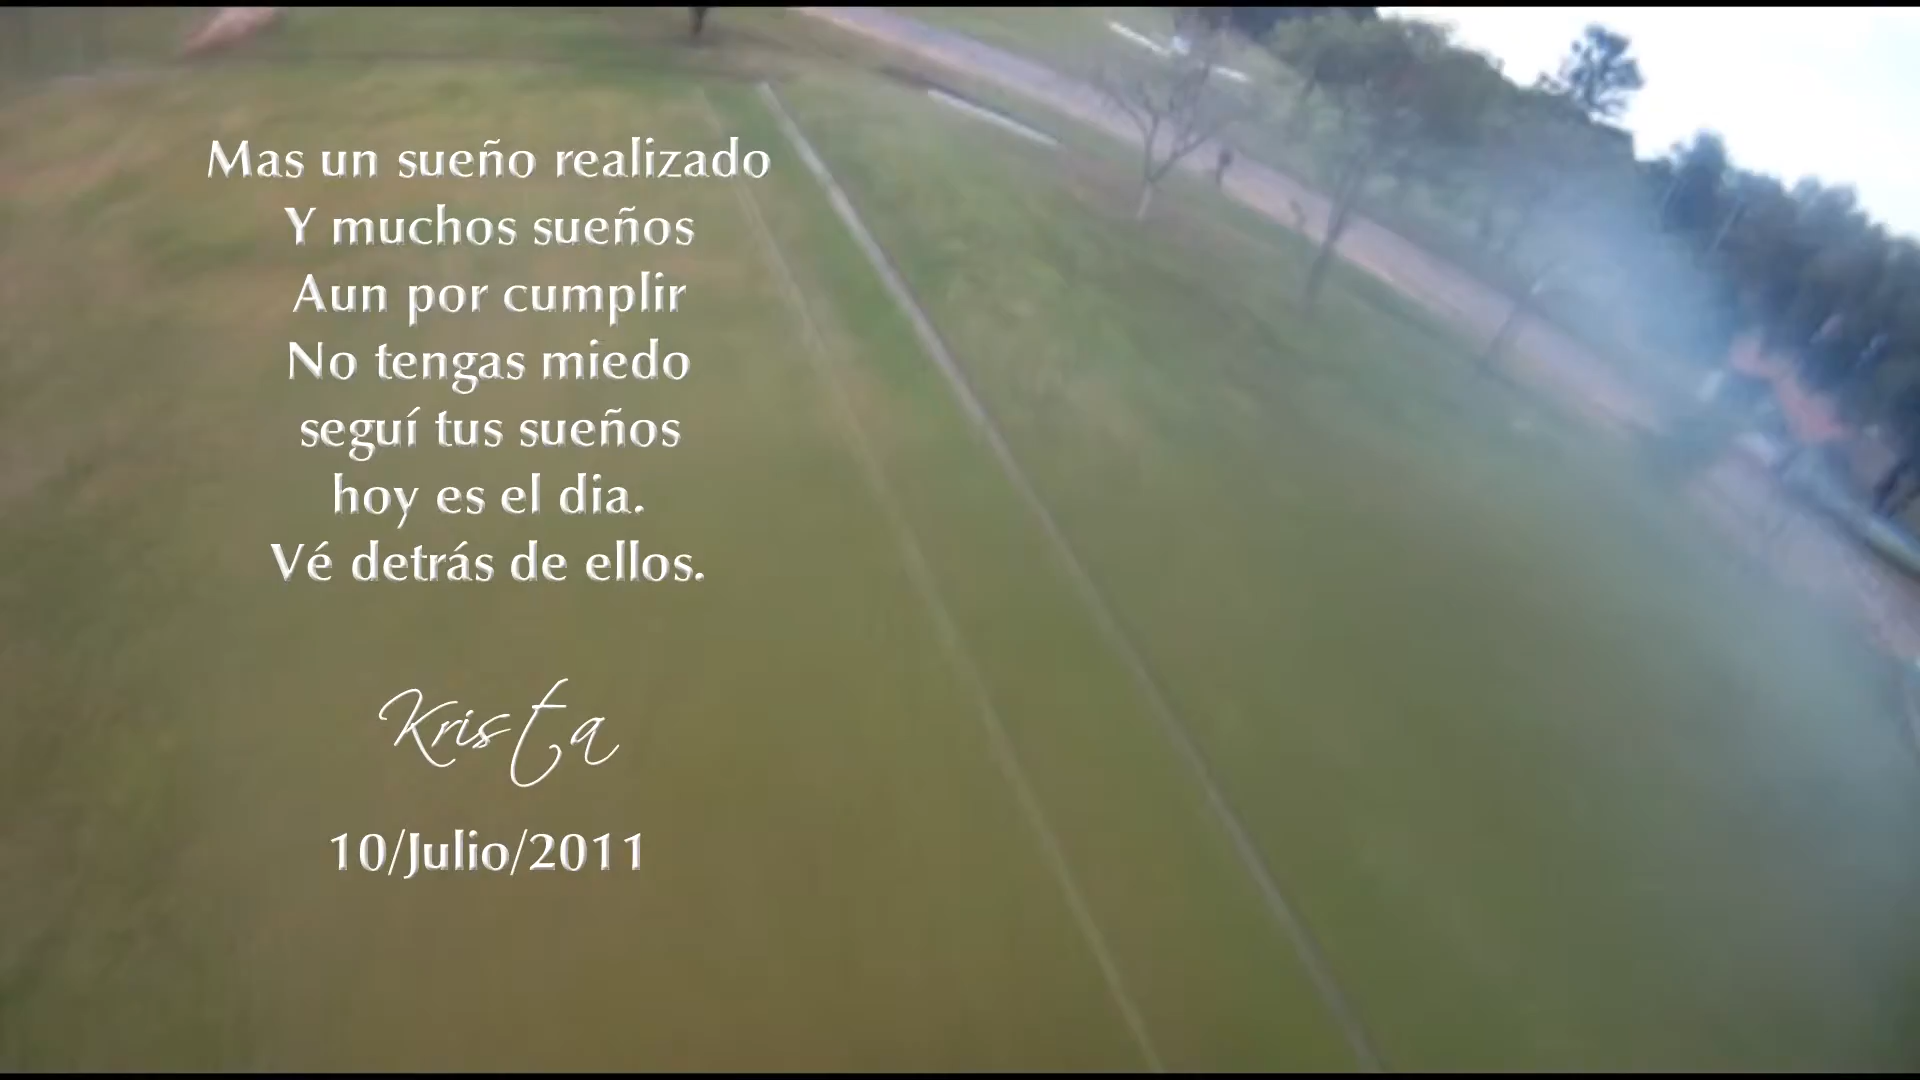 Mas un sueño realizado
Y muchos sueños
Aun por cumplir
No tengas miedo
seguí tus sueños
hoy es el dia.
Vé detrás de ellos.
Krista
10/Julio/2011